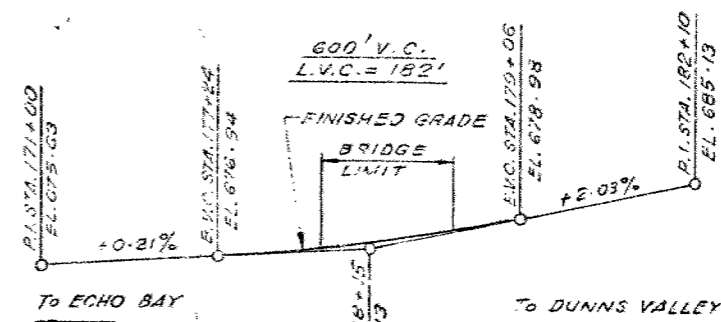 600' V.C.
L.V.C. = 182'
FINISHED GRADE
BRIDGE
LIMIT
P.I. STA. 171+00
EL. 675.63
B.V.C. STA. 177+24
EL. 676.94
E.V.C. STA. 179+06
EL. 678.98
P.I. STA. 182+10
EL. 685.13
+0.21%
+2.03%
8+15
To ECHO BAY
To DUNNS VALLEY